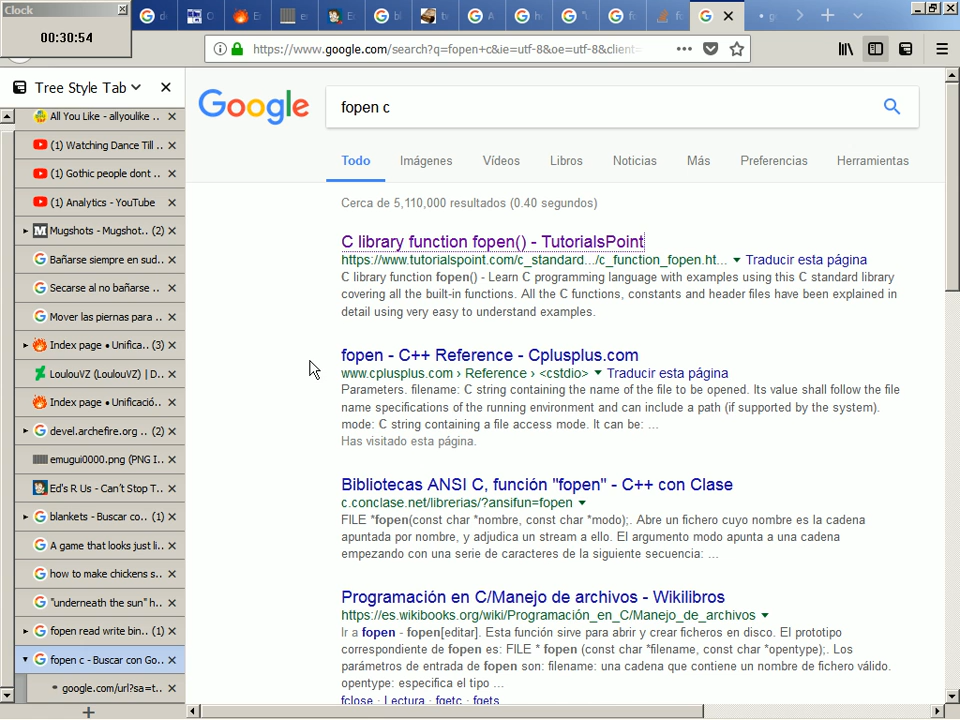 Clock
00:30:54
https://www.google.com/search?q=fopen+c&ie=utf-8&oe=utf-8&client=
Tree Style Tab
All You Like - allyoulike ..
(1) Watching Dance Till ..
(1) Gothic people dont ..
(1) Analytics - YouTube
Mugshots - Mugshot.. (2)
Bañarse siempre en sud..
Secarse al no bañarse ..
Mover las piernas para ..
Index page • Unifica.. (3)
LoulouVZ (LoulouVZ) | D..
Index page • Unificació..
devel.archefire.org .. (2)
emugui0000.png (PNG I..
Ed's R Us - Can't Stop T..
blankets - Buscar co.. (1)
A game that looks just li..
how to make chickens s..
"underneath the sun" h..
fopen read write bin.. (1)
fopen c - Buscar con Go..
google.com/url?sa=t..
Google
fopen c
Todo Imágenes Vídeos Libros Noticias Más Preferencias Herramientas
Cerca de 5,110,000 resultados (0.40 segundos)
C library function fopen() - TutorialsPoint
https://www.tutorialspoint.com/c_standard.../c_function_fopen.ht... Traducir esta página
C library function fopen() - Learn C programming language with examples using this C standard library
covering all the built-in functions. All the C functions, constants and header files have been explained in
detail using very easy to understand examples.
fopen - C++ Reference - Cplusplus.com
www.cplusplus.com › Reference › <cstdio> Traducir esta página
Parameters. filename: C string containing the name of the file to be opened. Its value shall follow the file
name specifications of the running environment and can include a path (if supported by the system).
mode: C string containing a file access mode. It can be: ...
Has visitado esta página.
Bibliotecas ANSI C, función "fopen" - C++ con Clase
c.conclase.net/librerias/?ansifun=fopen
FILE *fopen(const char *nombre, const char *modo);. Abre un fichero cuyo nombre es la cadena
apuntada por nombre, y adjudica un stream a ello. El argumento modo apunta a una cadena
empezando con una serie de caracteres de la siguiente secuencia: ...
Programación en C/Manejo de archivos - Wikilibros
https://es.wikibooks.org/wiki/Programación_en_C/Manejo_de_archivos
Ir a fopen - fopen[editar]. Esta función sirve para abrir y crear ficheros en disco. El prototipo
correspondiente de fopen es: FILE * fopen (const char *filename, const char *opentype);. Los
parámetros de entrada de fopen son: filename: una cadena que contiene un nombre de fichero válido.
opentype: especifica el tipo ...
fclose · Lectura · fgetc · fgets